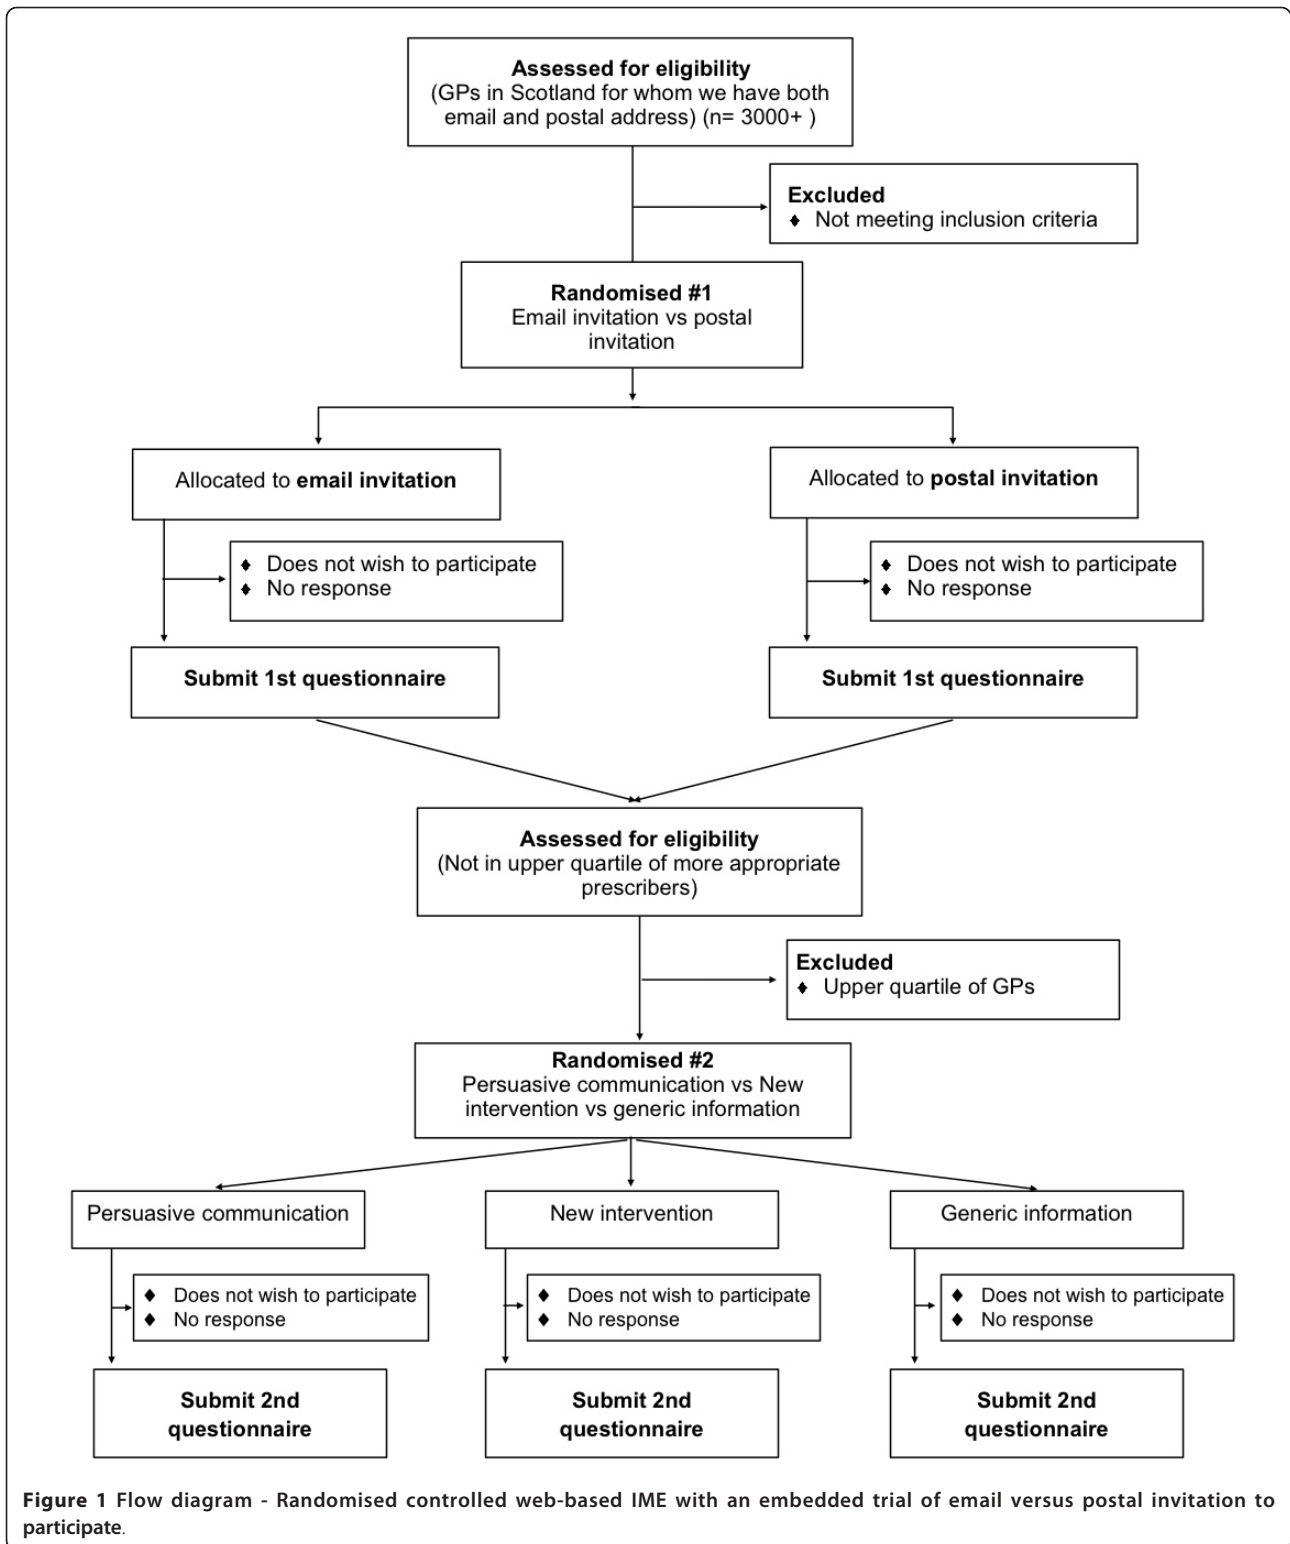 Assessed for eligibility
(GPs in Scotland for whom we have both
email and postal address) (n= 3000+ )
Excluded
♦ Not meeting inclusion criteria
Randomised #1
Email invitation vs postal
invitation
Allocated to email invitation
Allocated to postal invitation
♦ Does not wish to participate
♦ No response
♦ Does not wish to participate
♦ No response
Submit 1st questionnaire
Submit 1st questionnaire
Assessed for eligibility
(Not in upper quartile of more appropriate
prescribers)
Excluded
♦ Upper quartile of GPs
Randomised #2
Persuasive communication vs New
intervention vs generic information
Persuasive communication
New intervention
Generic information
♦ Does not wish to participate
♦ No response
♦ Does not wish to participate
♦ No response
♦ Does not wish to participate
♦ No response
Submit 2nd
questionnaire
Submit 2nd
questionnaire
Submit 2nd
questionnaire
Figure 1 Flow diagram - Randomised controlled web-based IME with an embedded trial of email versus postal invitation to
participate.